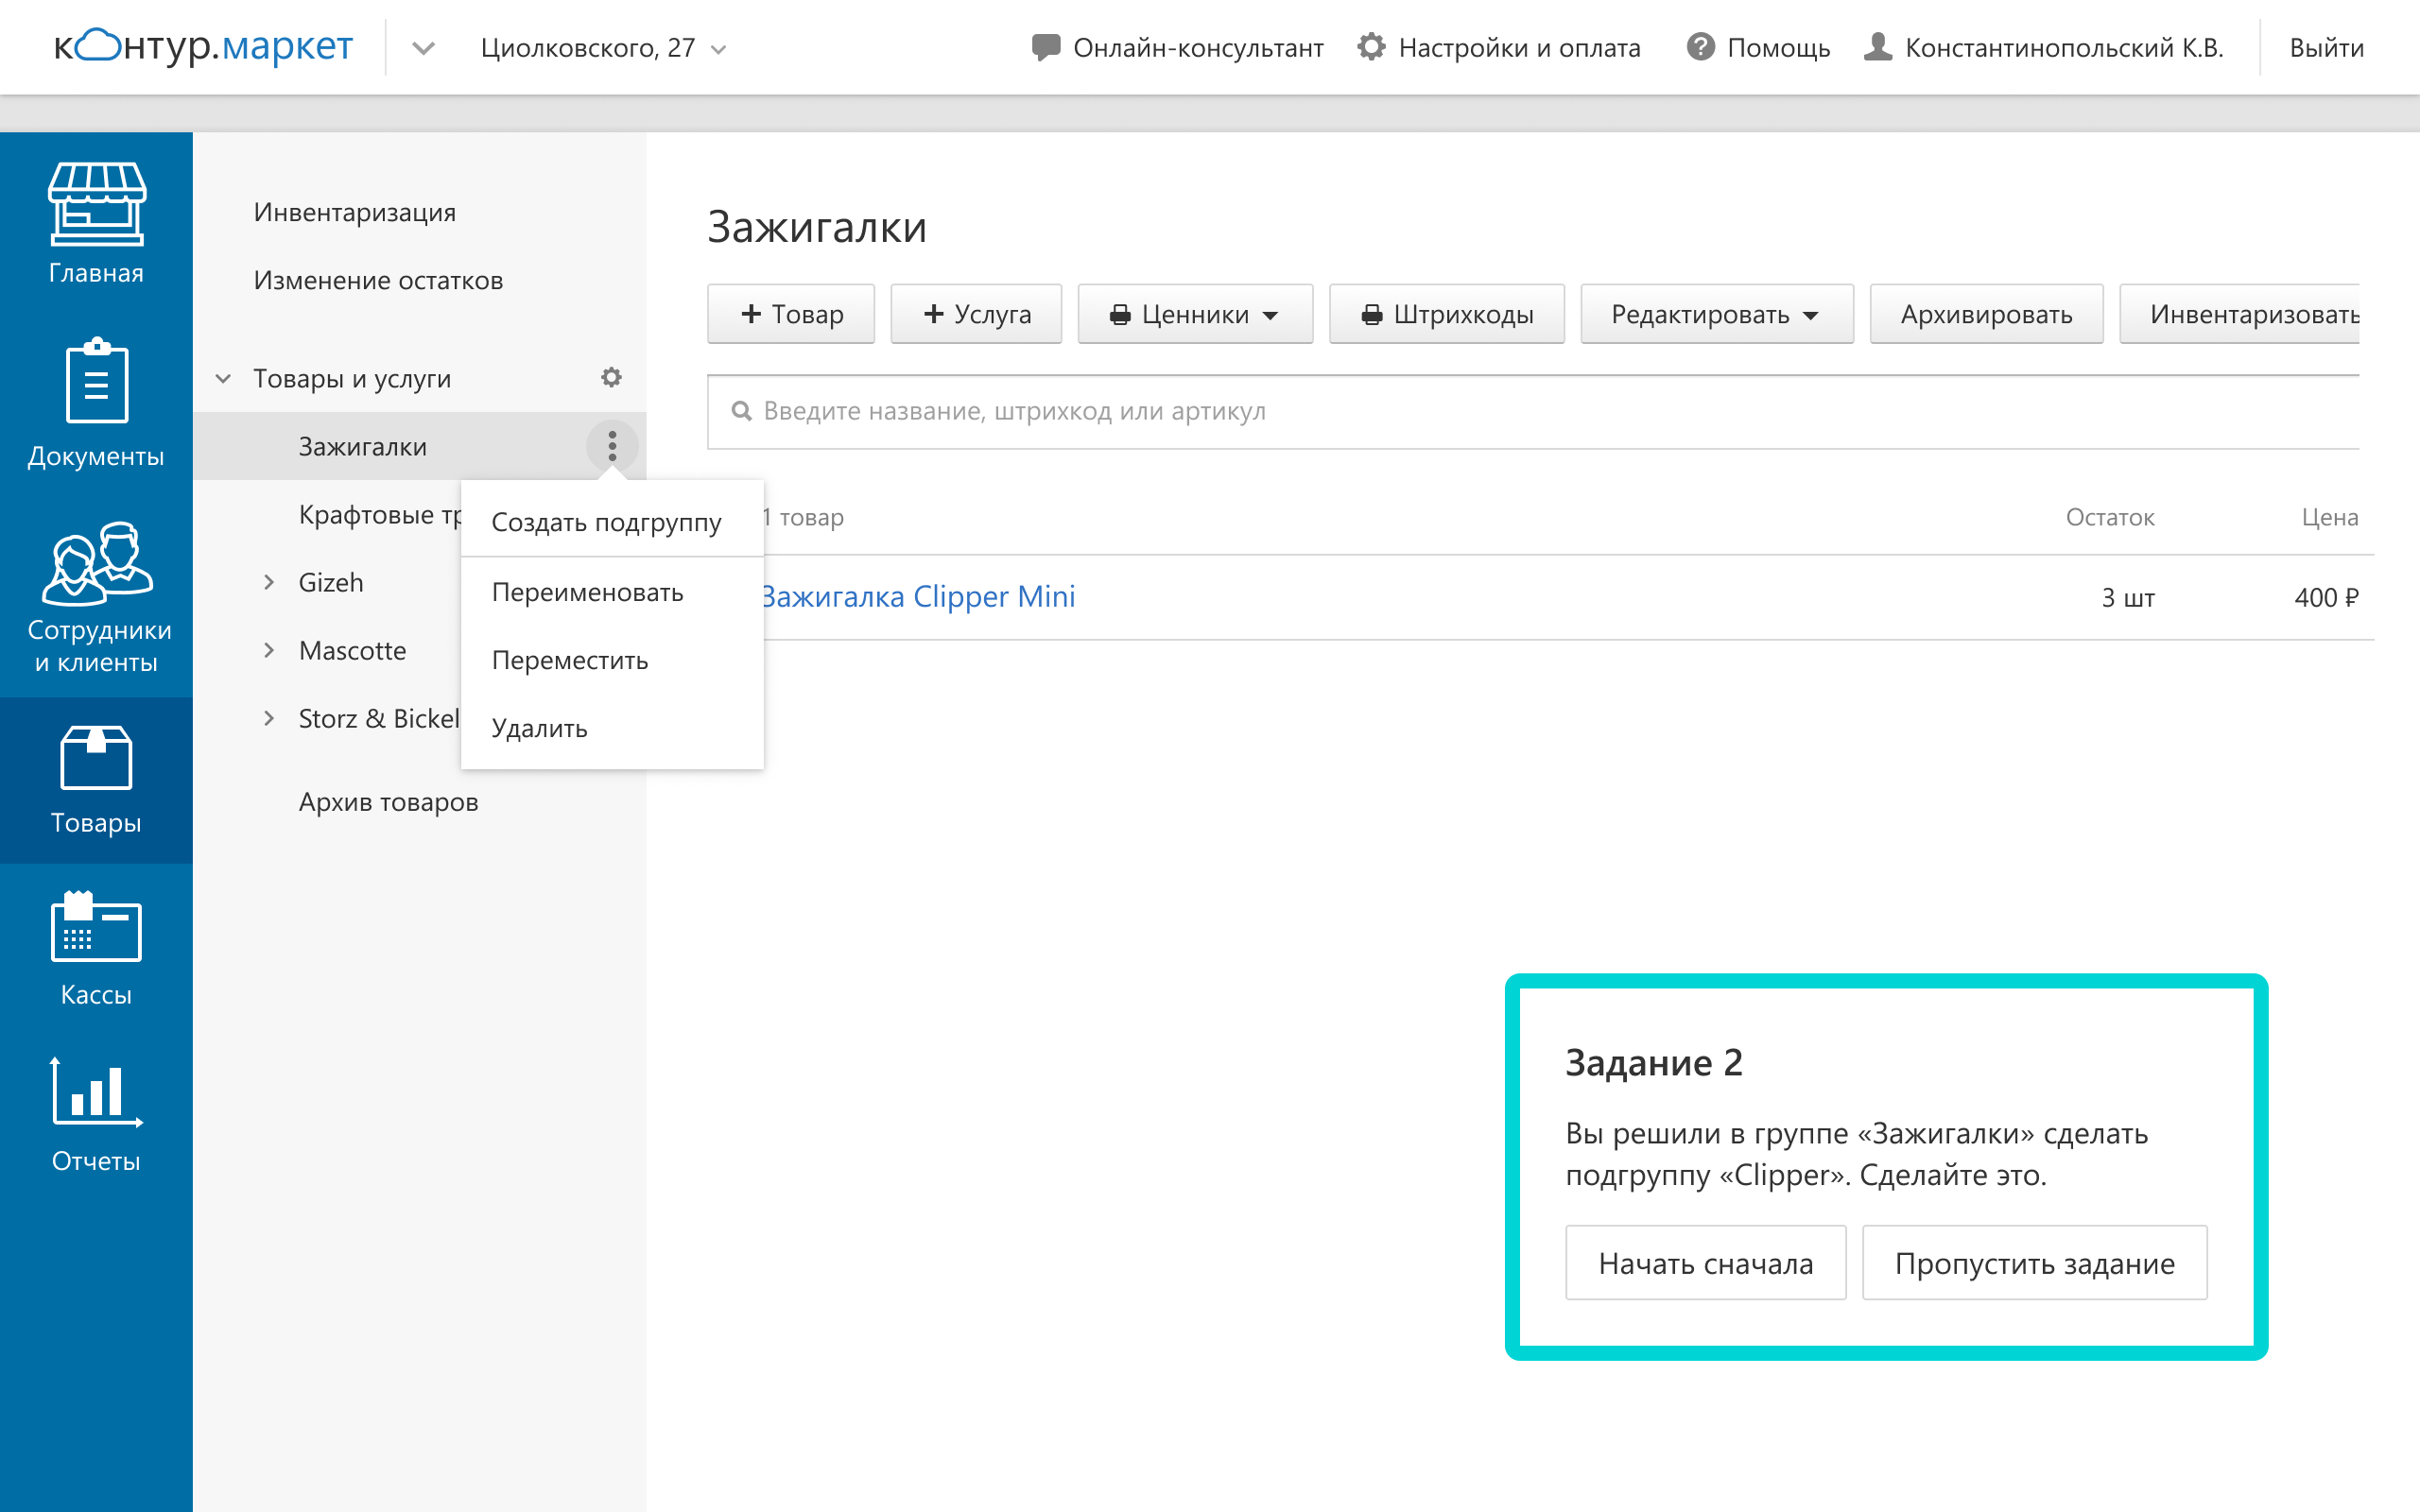 контур.маркет
Циолковского, 27
Онлайн-консультант
Настройки и оплата
Помощь
Константинопольский К.В.
Выйти
Главная
Документы
Сотрудники
и клиенты
Товары
Кассы
Отчеты
Инвентаризация
Изменение остатков
Товары и услуги
Зажигалки
Крафтовые
Gizeh
Mascotte
Storz & Bickel
Архив товаров
Создать подгруппу
Переименовать
Переместить
Удалить
Зажигалки
+ Товар
+ Услуга
Ценники
Штрихкоды
Редактировать
Архивировать
Инвентаризовать
Введите название, штрихкод или артикул
1 товар
Остаток
Цена
Зажигалка Clipper Mini
3 шт
400 ₽
Задание 2
Вы решили в группе «Зажигалки» сделать
подгруппу «Clipper». Сделайте это.
Начать сначала
Пропустить задание